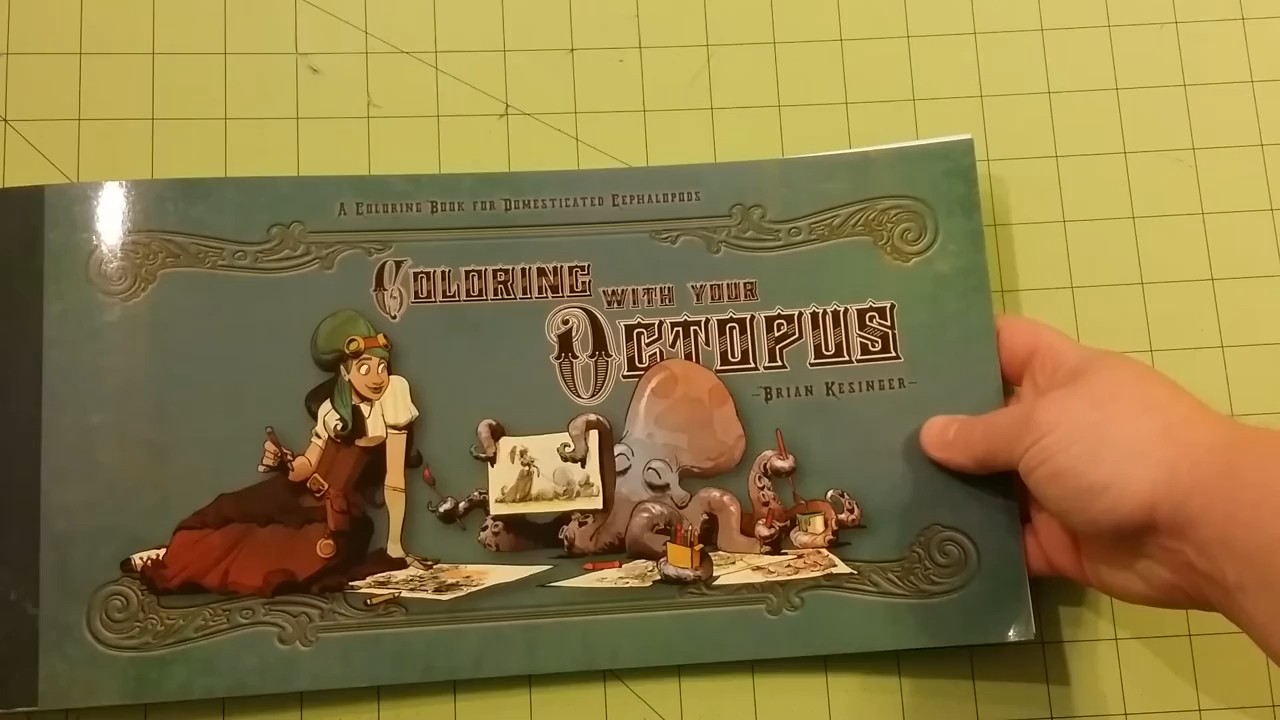 A Coloring Book for Domesticated Cephalopods
Coloring with your
Octopus
-Brian Kesinger-